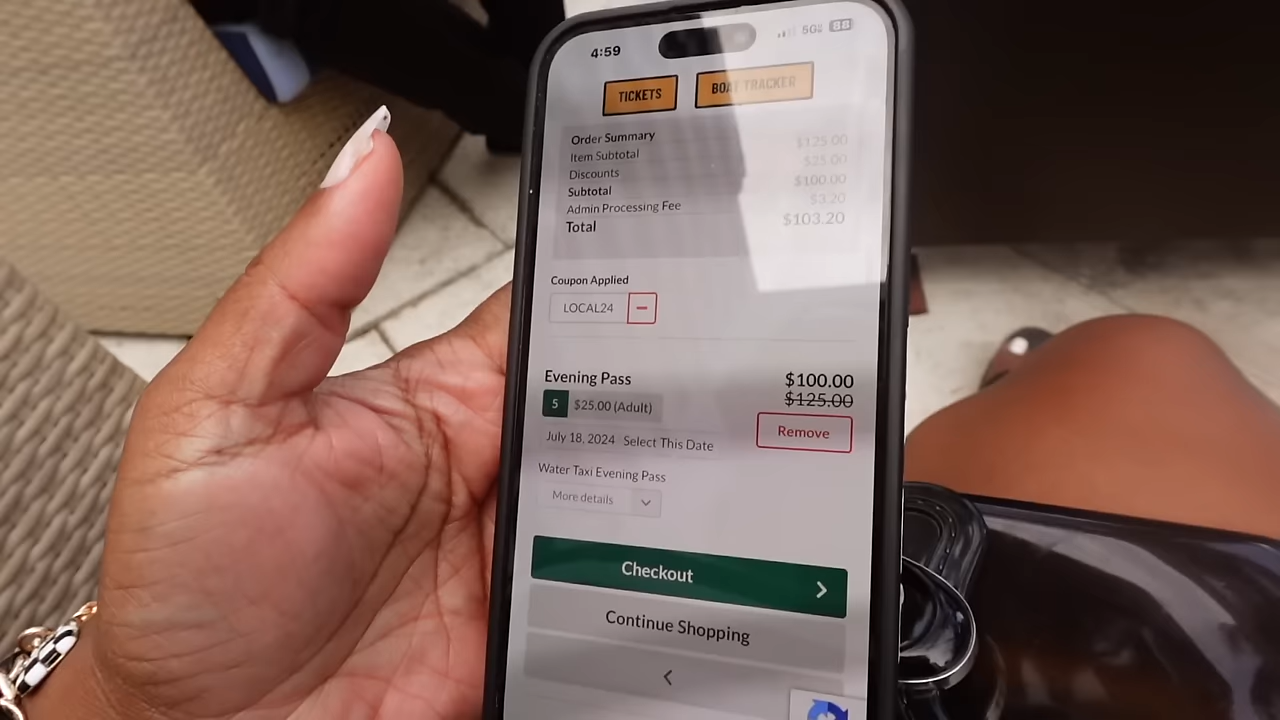 4:59
5G
88
TICKETS
BOAT TRACKER
Order Summary
Item Subtotal $125.00
Discounts $25.00
Subtotal $100.00
Admin Processing Fee $3.20
Total $103.20
Coupon Applied
LOCAL24
Evening Pass $100.00
5 $25.00 (Adult) $125.00
Remove
July 18, 2024 Select This Date
Water Taxi Evening Pass
More details
Checkout
Continue Shopping